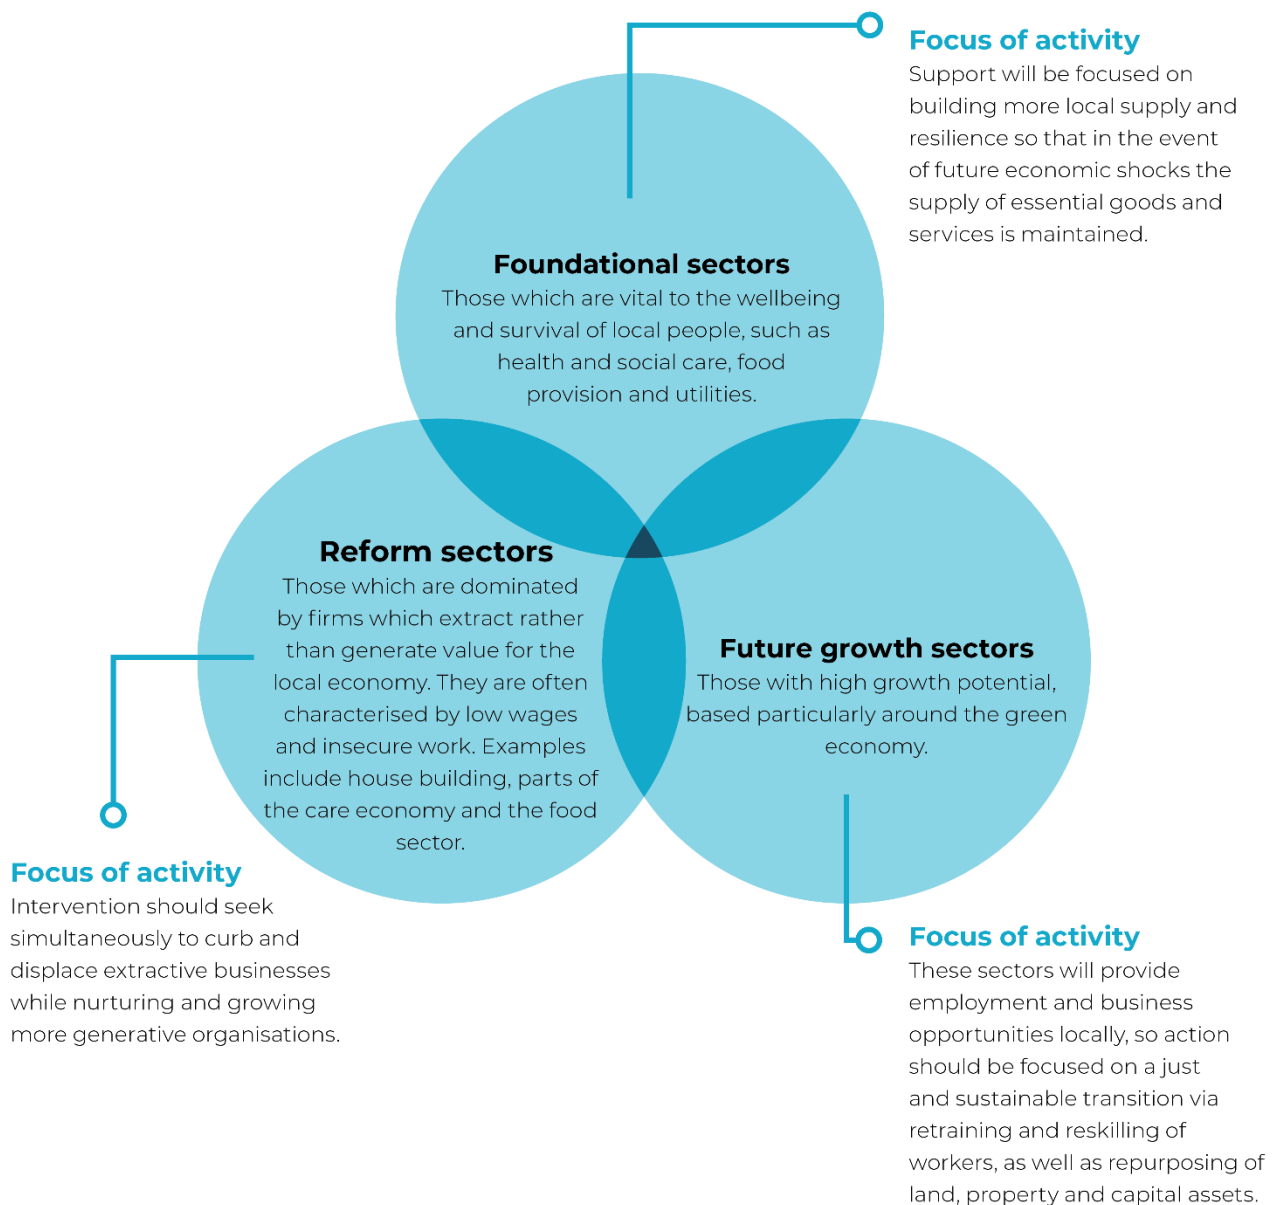 Focus of activity
Support will be focused on
building more local supply and
resilience so that in the event
of future economic shocks the
supply of essential goods and
services is maintained.
Foundational sectors
Those which are vital to the wellbeing
and survival of local people, such as
health and social care, food
provision and utilities.
Reform sectors
Those which are dominated
by firms which extract rather
than generate value for the
local economy. They are often
characterised by low wages
and insecure work. Examples
include house building, parts of
the care economy and the food
sector.
Future growth sectors
Those with high growth potential,
based particularly around the green
economy.
Focus of activity
Intervention should seek
simultaneously to curb and
displace extractive businesses
while nurturing and growing
more generative organisations.
Focus of activity
These sectors will provide
employment and business
opportunities locally, so action
should be focused on a just
and sustainable transition via
retraining and reskilling of
workers, as well as repurposing of
land, property and capital assets.